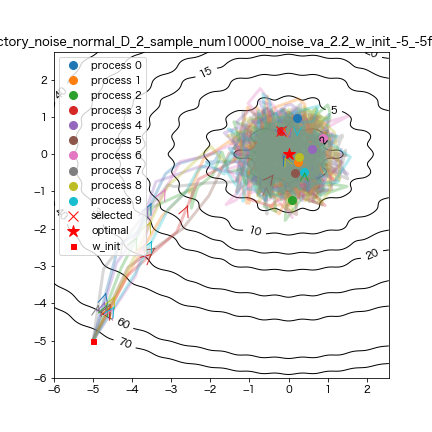 ctory_noise_normal_D_2_sample_num10000_noise_va_2.2_w_init_-5_-5f
process 0
process 1
process 2
process 3
process 4
process 5
process 6
process 7
process 8
process 9
selected
optimal
w_init
15
5
2
10
20
60
70
2
1
0
−1
−2
−3
−4
−5
−6
−6
−5
−4
−3
−2
−1
0
1
2